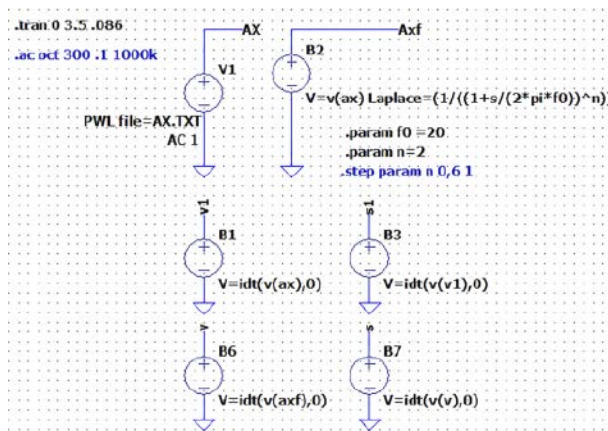 .tran 0 3.5 .086
.ac oct 300 .1 1000k
AX
V1
PWL file=AX.TXT
AC 1
Axf
B2
V=v(ax) Laplace=(1/((1+s/(2*pi*f0))^n))
.param f0 =20
.param n=2
.step param n 0,6 1
v1
B1
V=idt(v(ax),0)
s1
B3
V=idt(v(v1),0)
v
B6
V=idt(v(axf),0)
s
B7
V=idt(v(v),0)